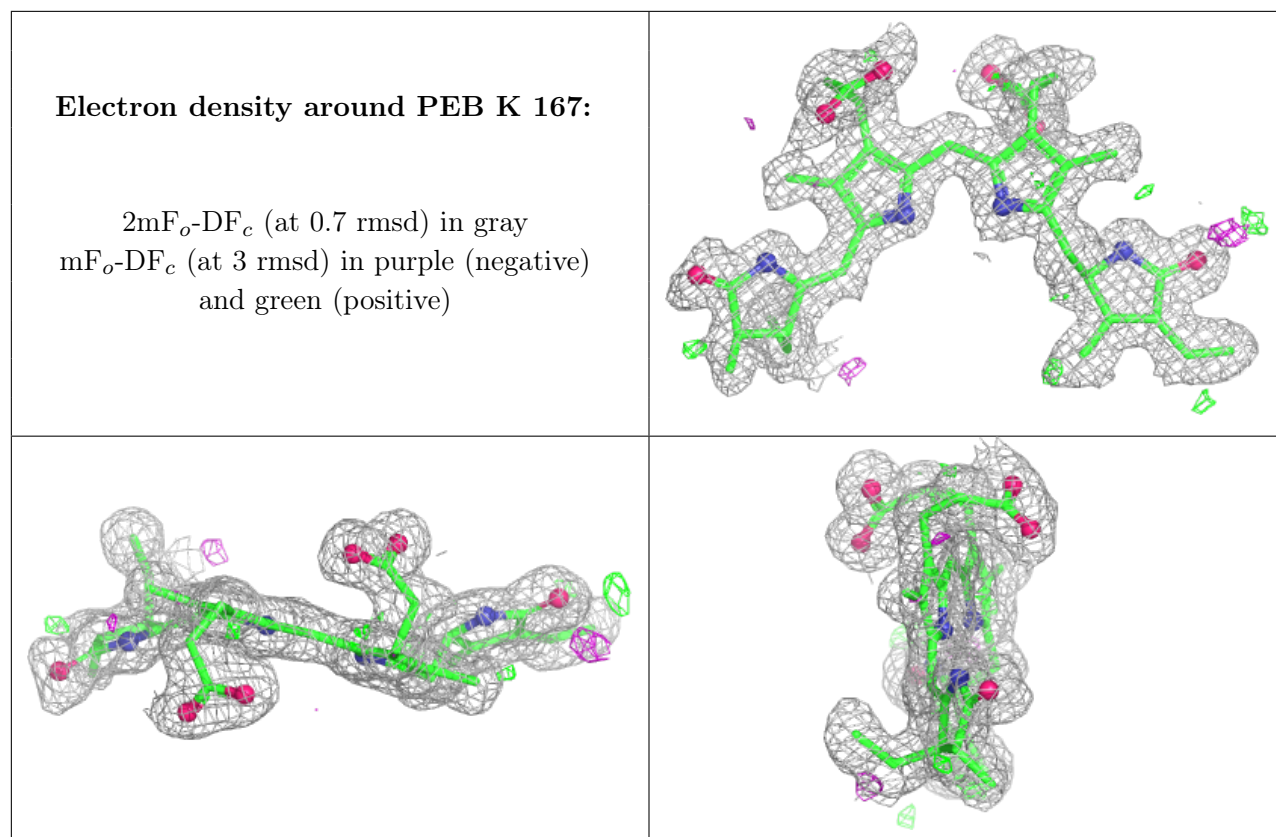 Electron density around PEB K 167:
2mFo-DFc (at 0.7 rmsd) in gray
mFo-DFc (at 3 rmsd) in purple (negative)
and green (positive)